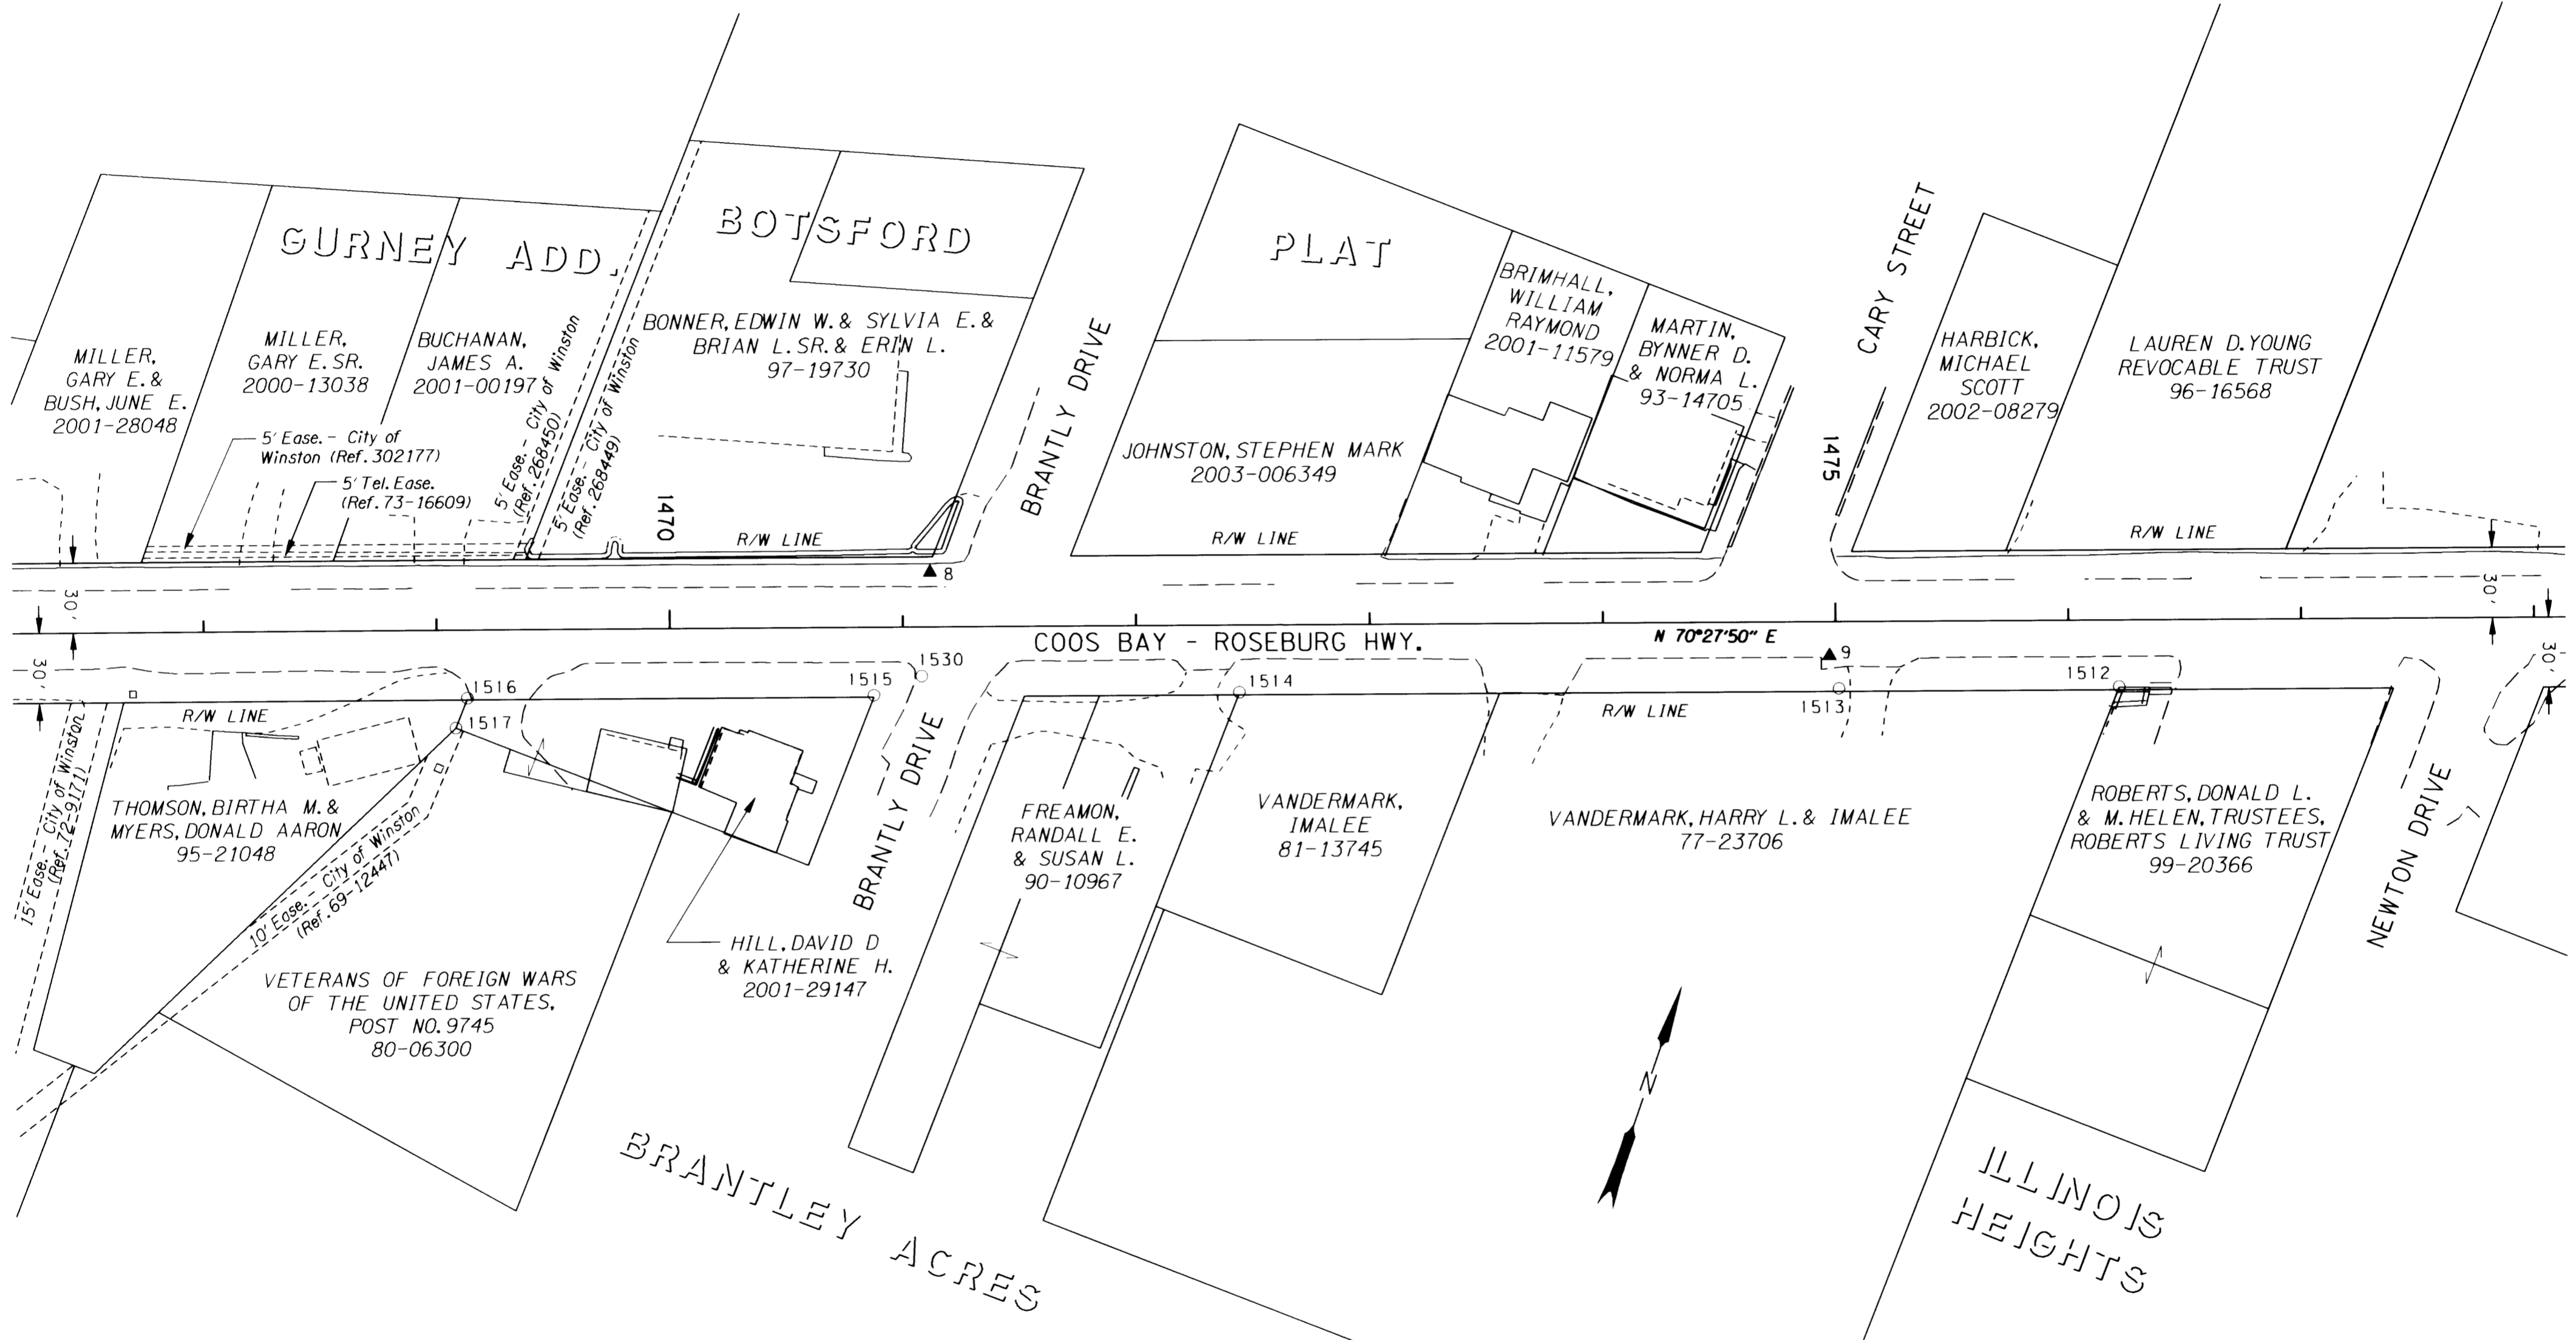 GURNEY ADD.
BOTSFORD
PLAT
MILLER,
GARY E. &
BUSH, JUNE E.
2001-28048
MILLER,
GARY E. SR.
2000-13038
BUCHANAN,
JAMES A.
2001-00197
5' Ease. - City of
Winston (Ref. 302177)
5' Tel. Ease.
(Ref. 73-16609)
5' Ease. - City of Winston
(Ref. 268450)
5' Ease. - City of Winston
(Ref. 268449)
BONNER, EDWIN W. & SYLVIA E. &
BRIAN L. SR. & ERIN L.
97-19730
1470
R/W LINE
BRANTLY DRIVE
JOHNSTON, STEPHEN MARK
2003-006349
R/W LINE
BRIMHALL,
WILLIAM
RAYMOND
2001-11579
MARTIN,
BYNNER D.
& NORMA L.
93-14705
CARY STREET
1475
HARBICK,
MICHAEL
SCOTT
2002-08279
LAUREN D. YOUNG
REVOCABLE TRUST
96-16568
R/W LINE
8
30'
30'
COOS BAY - ROSEBURG HWY.
N 70°27'50" E
30'
30'
1530
9
1516
1515
1514
1513
1512
1517
R/W LINE
R/W LINE
15' Ease. - City of Winston
(Ref. 72-9171)
THOMSON, BIRTHA M. &
MYERS, DONALD AARON
95-21048
10' Ease. - City of Winston
(Ref. 69-12447)
VETERANS OF FOREIGN WARS
OF THE UNITED STATES,
POST NO. 9745
80-06300
HILL, DAVID D
& KATHERINE H.
2001-29147
BRANTLY DRIVE
FREAMON,
RANDALL E.
& SUSAN L.
90-10967
VANDERMARK,
IMALEE
81-13745
VANDERMARK, HARRY L. & IMALEE
77-23706
ROBERTS, DONALD L.
& M. HELEN, TRUSTEES,
ROBERTS LIVING TRUST
99-20366
NEWTON DRIVE
N
BRANTLEY ACRES
ILLINOIS
HEIGHTS